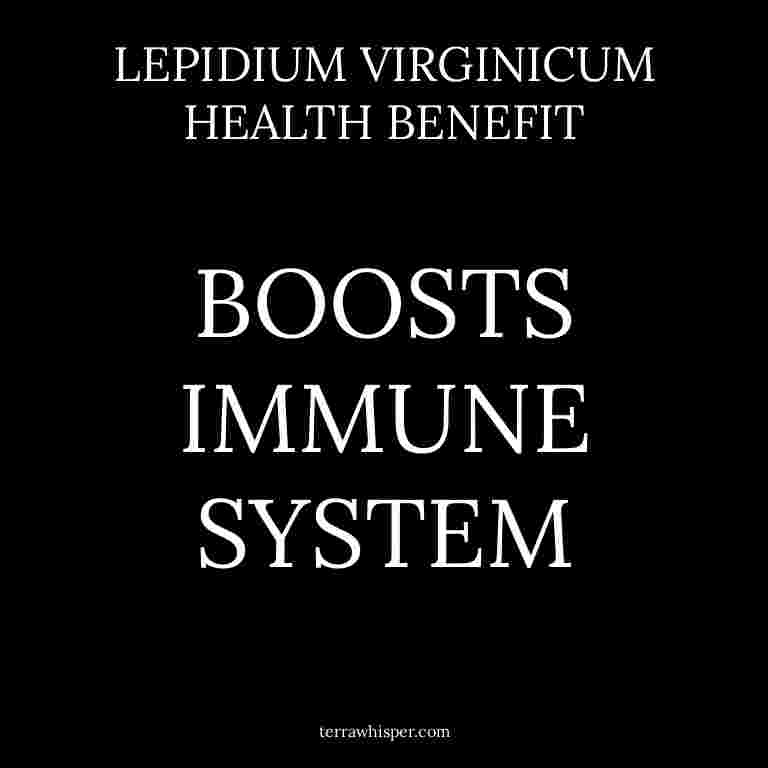 LEPIDIUM VIRGINICUM
HEALTH BENEFIT
BOOSTS
IMMUNE
SYSTEM
terrawhisper.com